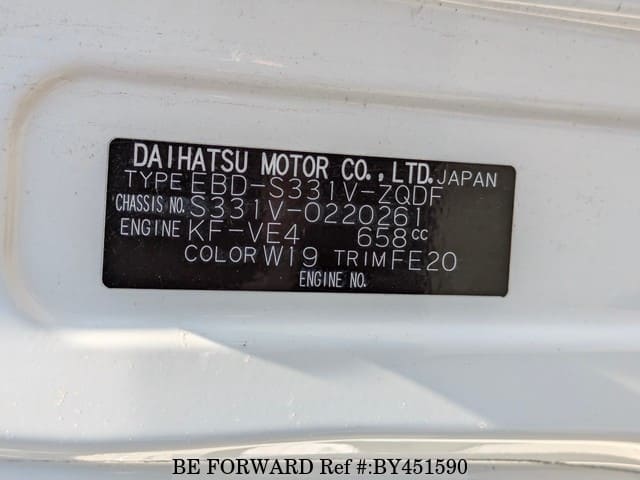 DAIHATSU MOTOR CO.,LTD. JAPAN
TYPE EBD-S331V-ZQDF
CHASSIS NO. S331V-0220261
ENGINE KF-VE4 658cc
COLOR W19 TRIM FE20
ENGINE NO.
BE FORWARD Ref #:BY451590